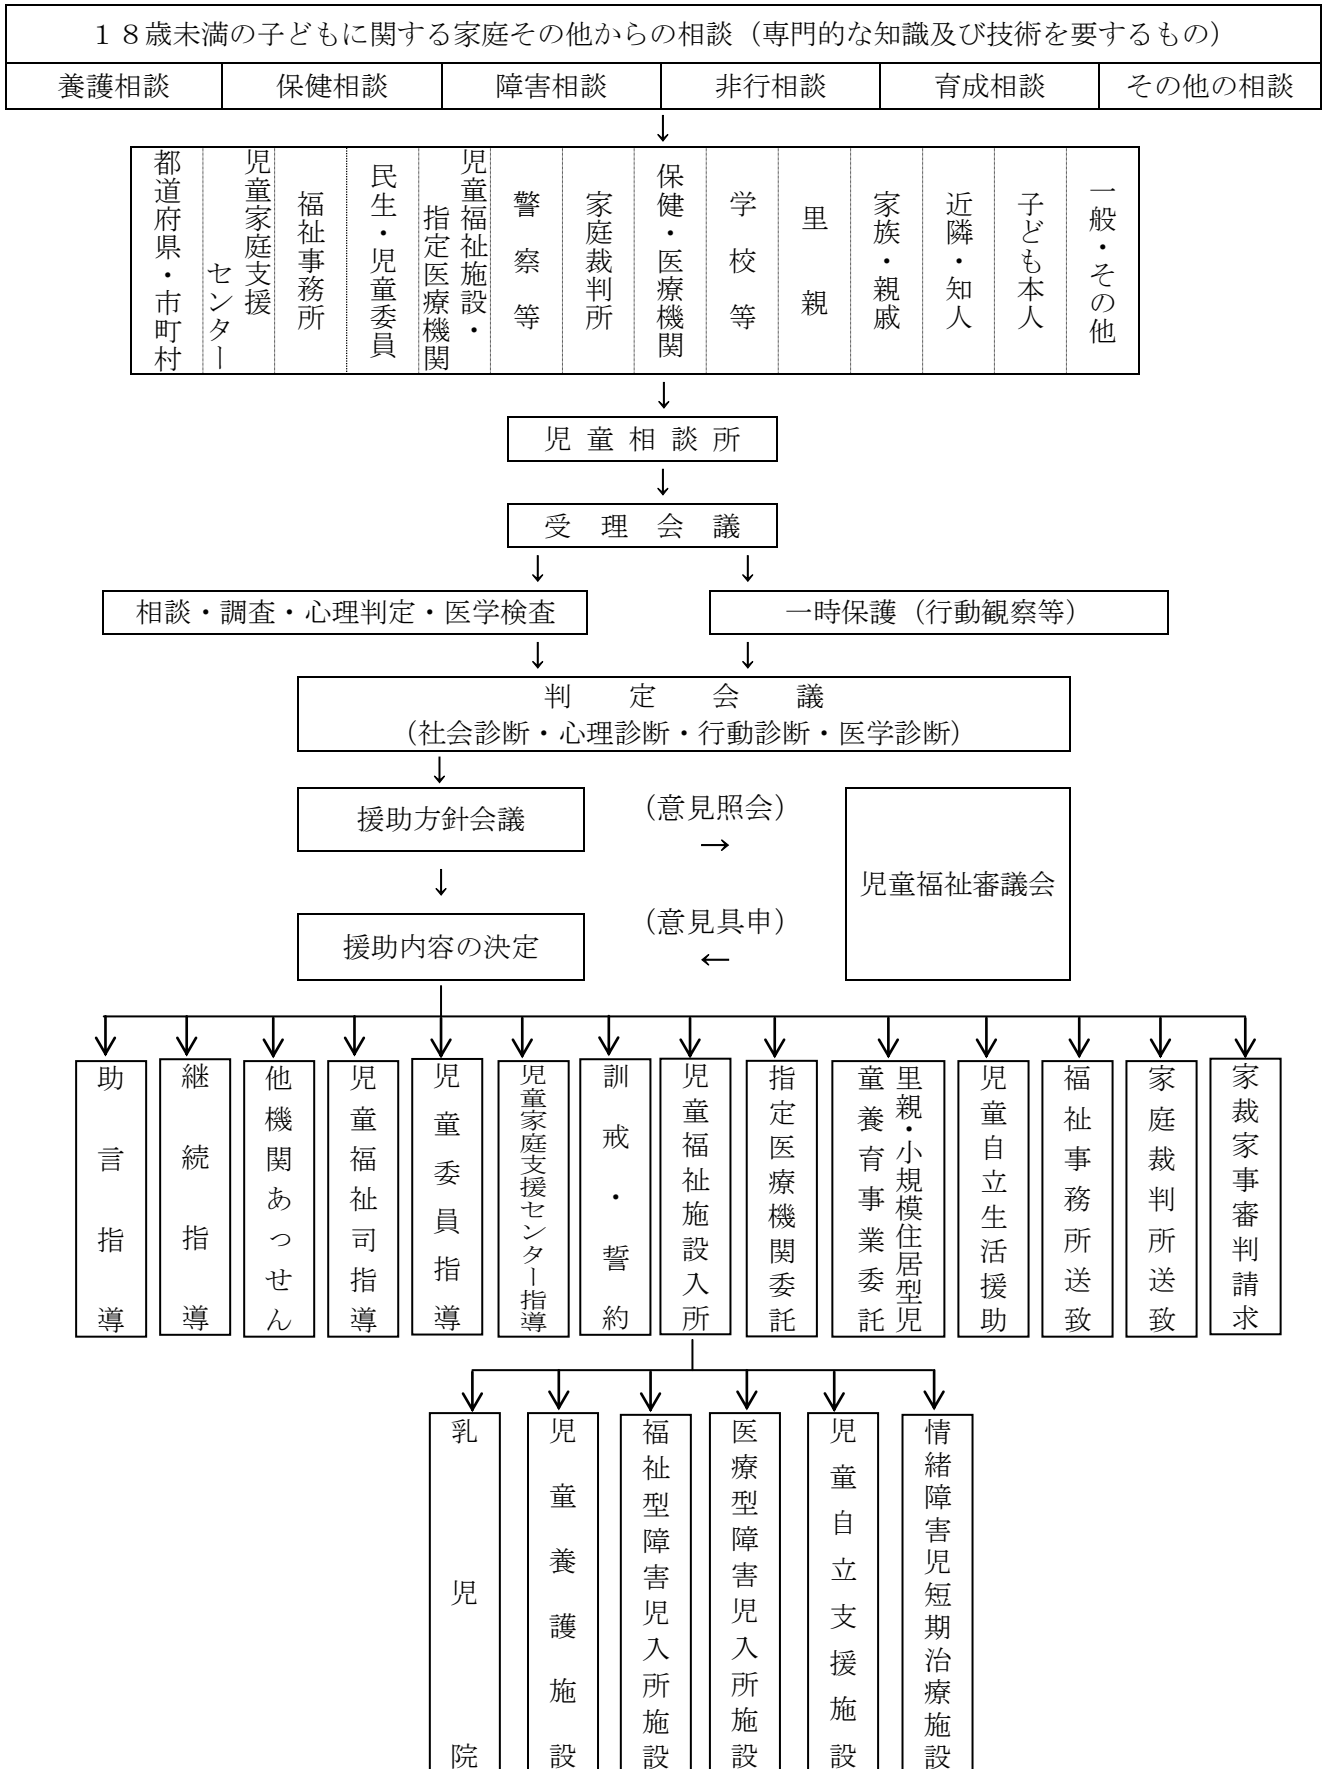 １８歳未満の子どもに関する家庭その他からの相談（専門的な知識及び技術を要するもの）
養護相談
保健相談
障害相談
非行相談
育成相談
その他の相談
↓
都道府県・市町村
児童家庭支援
センター
福祉事務所
民生・児童委員
児童福祉施設・
指定医療機関
警察等
家庭裁判所
保健・医療機関
学校等
里親
家族・親戚
近隣・知人
子ども本人
一般・その他
↓
児童相談所
↓
受理会議
↓ ↓
相談・調査・心理判定・医学検査
一時保護（行動観察等）
↓ ↓
判定会議
（社会診断・心理診断・行動診断・医学診断）
↓
援助方針会議
（意見照会）
→
児童福祉審議会
↓
援助内容の決定
（意見具申）
←
助言指導
継続指導
他機関あっせん
児童福祉司指導
児童委員指導
児童家庭支援センター指導
訓戒・誓約
児童福祉施設入所
指定医療機関委託
里親・小規模住居型児
童養育事業委託
児童自立生活援助
福祉事務所送致
家庭裁判所送致
家裁家事審判請求
乳児院
児童養護施設
福祉型障害児入所施設
医療型障害児入所施設
児童自立支援施設
情緒障害児短期治療施設